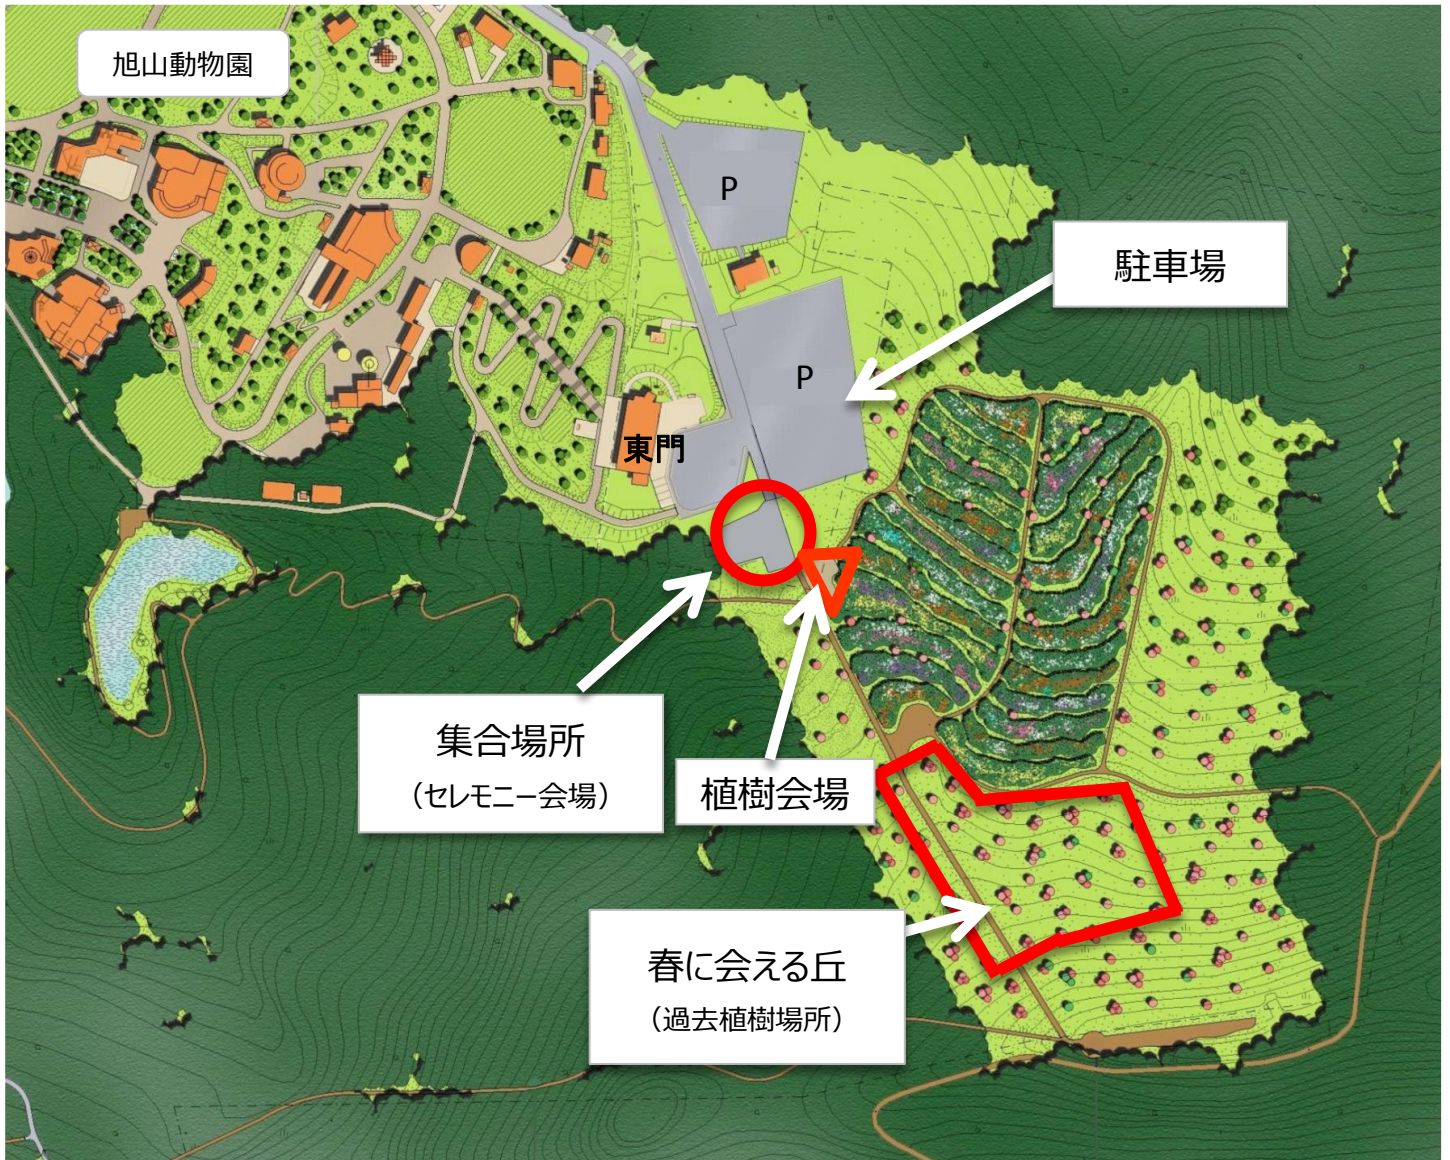 旭山動物園
P
駐車場
P
東門
集合場所
（セレモニー会場）
植樹会場
春に会える丘
（過去植樹場所）